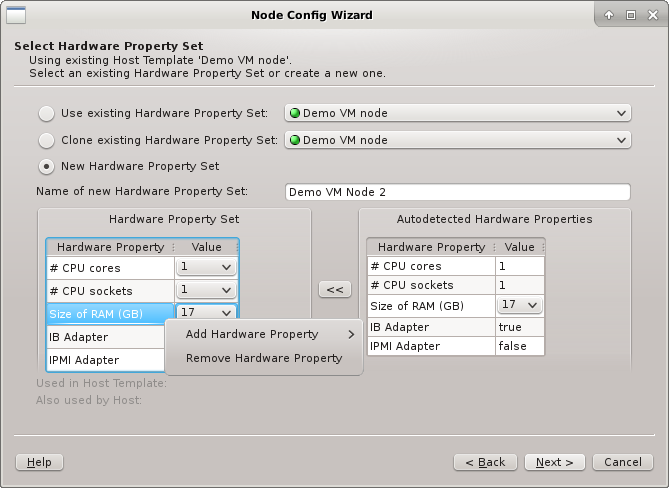 Node Config Wizard
Select Hardware Property Set
Using existing Host Template 'Demo VM node'.
Select an existing Hardware Property Set or create a new one.
Use existing Hardware Property Set: Demo VM node
Clone existing Hardware Property Set: Demo VM node
New Hardware Property Set
Name of new Hardware Property Set: Demo VM Node 2
Hardware Property Set
Hardware Property Value
# CPU cores 1
# CPU sockets 1
Size of RAM (GB) 17
IB Adapter
IPMI Adapter
Add Hardware Property
Remove Hardware Property
<<
Autodetected Hardware Properties
Hardware Property Value
# CPU cores 1
# CPU sockets 1
Size of RAM (GB) 17
IB Adapter true
IPMI Adapter false
Used in Host Template:
Also used by Host:
Help < Back Next > Cancel